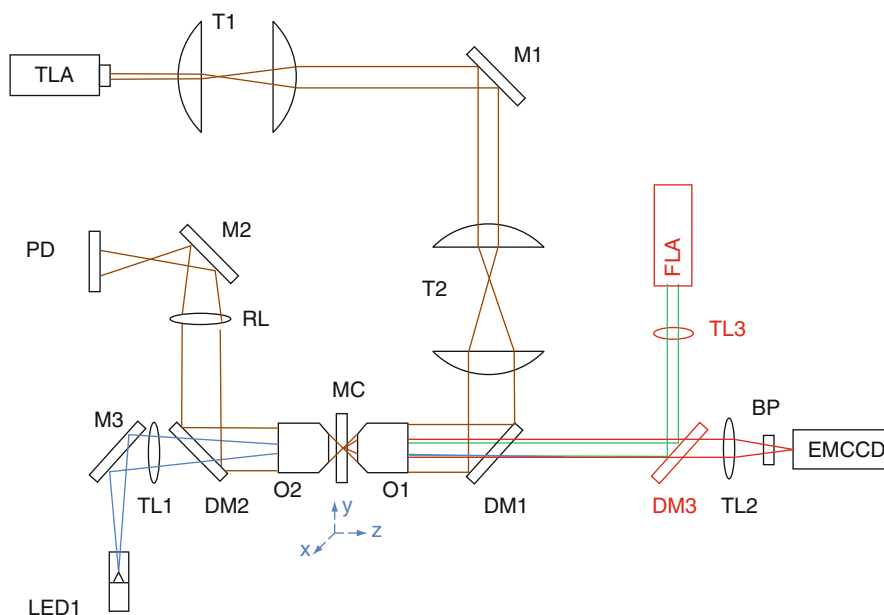 T1
M1
TLA
M2
PD
FLA
T2
RL
TL3
MC
BP
M3
EMCCD
TL1
DM2
O2
O1
DM1
DM3
TL2
y
z
x
LED1